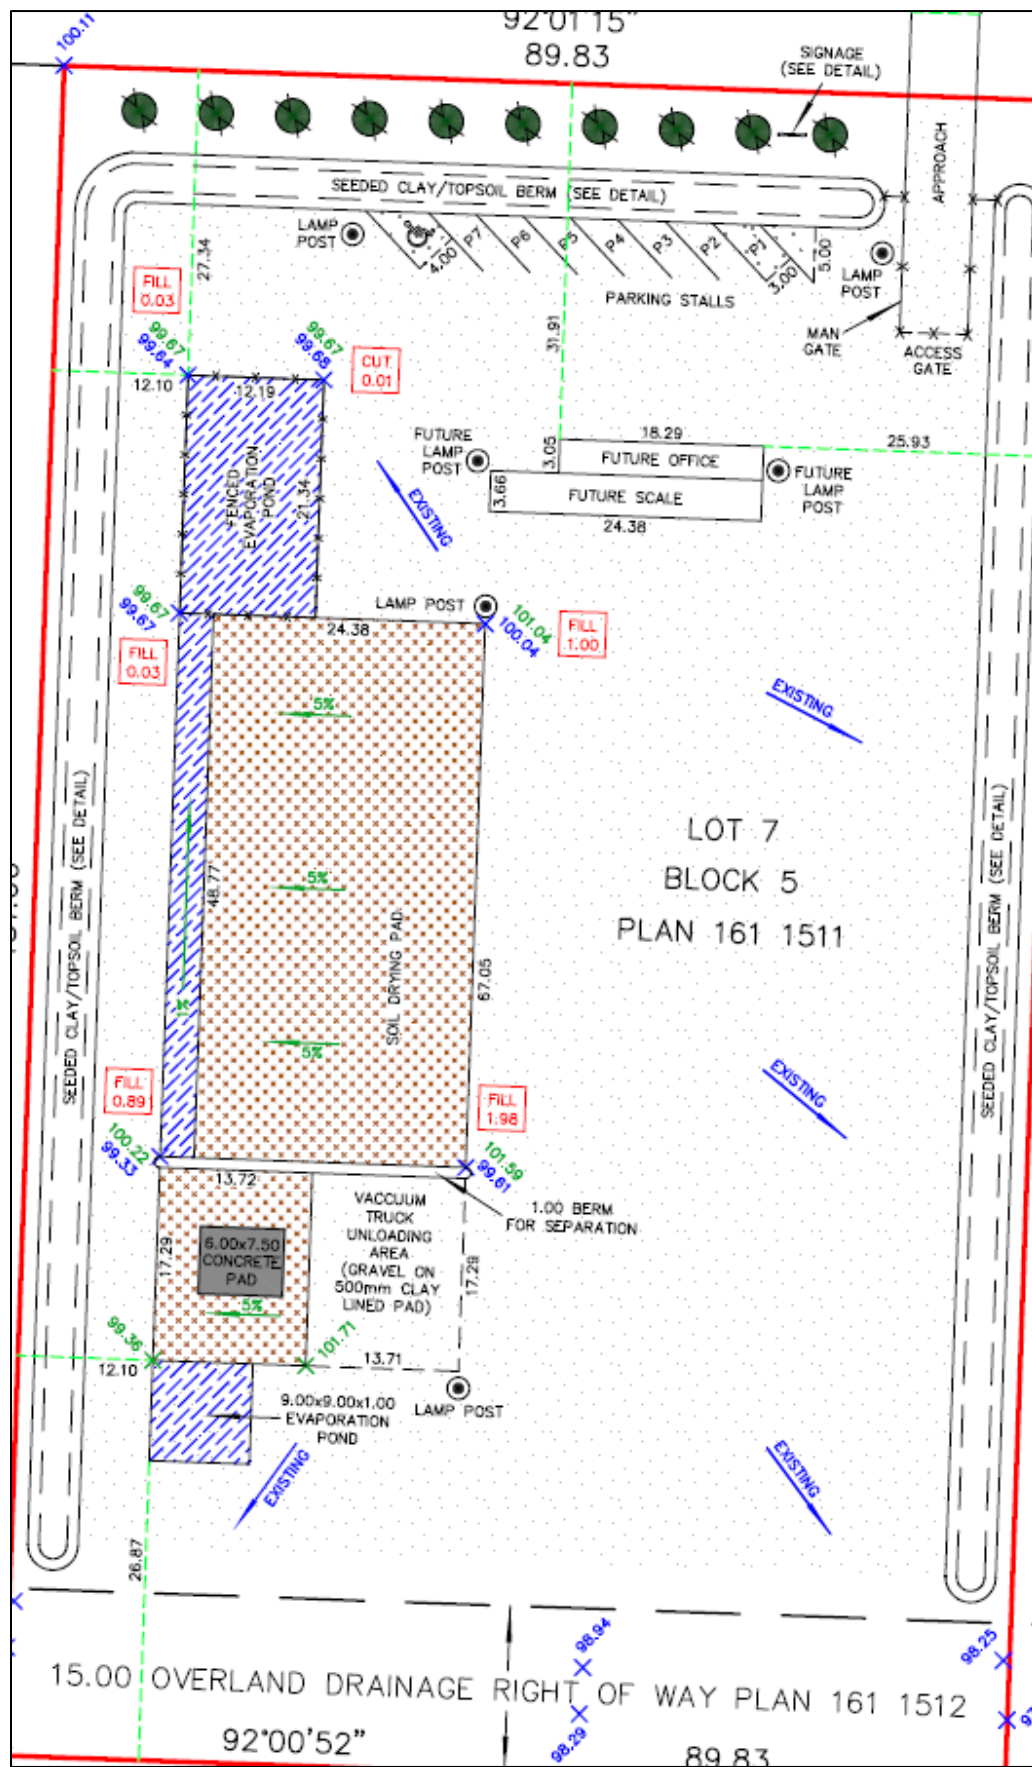 92°01'15"
89.83
100.11
SIGNAGE
(SEE DETAIL)
APPROACH
SEEDED CLAY/TOPSOIL BERM (SEE DETAIL)
LAMP
POST
4.00
P7
P6
P5
P4
P3
P2
P1
3.00
5.00
LAMP
POST
PARKING STALLS
MAN
GATE
ACCESS
GATE
27.34
FILL
0.03
99.67
99.64
99.67
99.68
CUT
0.01
31.91
12.10
12.19
FENCED
EVAPORATION
POND
21.34
FUTURE
LAMP
POST
3.05
18.29
25.93
FUTURE OFFICE
3.66
FUTURE SCALE
24.38
FUTURE
LAMP
POST
EXISTING
99.67
99.67
LAMP POST
101.04
100.04
FILL
1.00
24.38
FILL
0.03
5%
EXISTING
SEEDED CLAY/TOPSOIL BERM (SEE DETAIL)
48.77
5%
SOIL DRYING PAD
67.05
LOT 7
BLOCK 5
PLAN 161 1511
SEEDED CLAY/TOPSOIL BERM (SEE DETAIL)
1%
5%
EXISTING
FILL
0.89
FILL
1.98
100.22
99.33
101.59
99.61
13.72
VACCUUM
TRUCK
UNLOADING
AREA
(GRAVEL ON
500mm CLAY
LINED PAD)
1.00 BERM
FOR SEPARATION
17.29
6.00x7.50
CONCRETE
PAD
17.29
5%
99.36
101.71
12.10
13.71
LAMP POST
9.00x9.00x1.00
EVAPORATION
POND
EXISTING
EXISTING
26.87
98.94
98.25
15.00 OVERLAND DRAINAGE RIGHT OF WAY PLAN 161 1512
98.29
92°00'52"
89.83